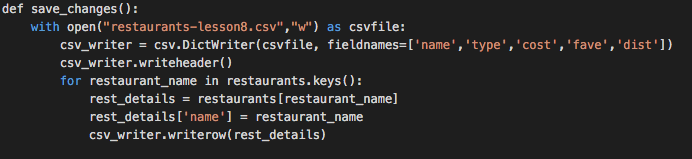 def save_changes():
    with open("restaurants-lesson8.csv","w") as csvfile:
        csv_writer = csv.DictWriter(csvfile, fieldnames=['name','type','cost','fave','dist'])
        csv_writer.writeheader()
        for restaurant_name in restaurants.keys():
            rest_details = restaurants[restaurant_name]
            rest_details['name'] = restaurant_name
            csv_writer.writerow(rest_details)